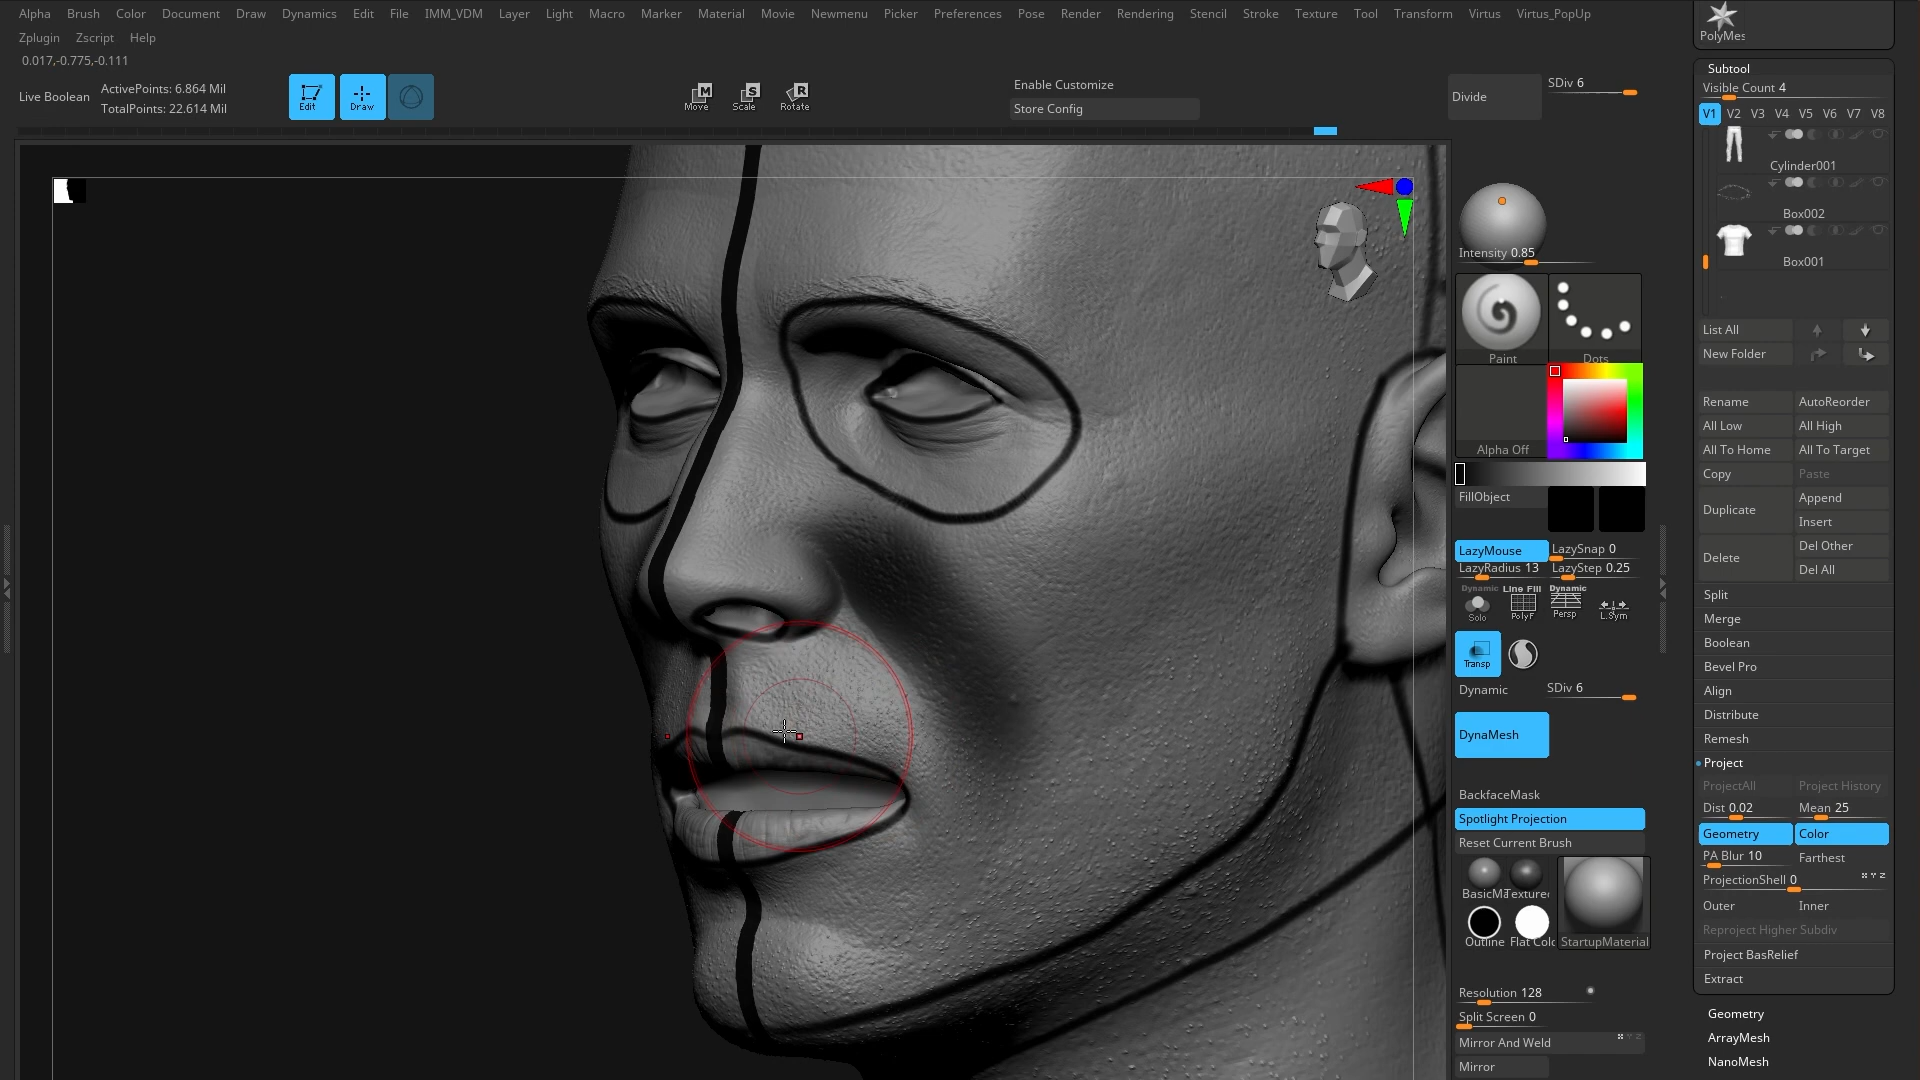 Alpha Brush Color Document Draw Dynamics Edit File IMM_VDM Layer Light Macro Marker Material Movie Newmenu Picker Preferences Pose Render Rendering Stencil Stroke Texture Tool Transform Virtus Virtus_PopUp
Zplugin Zscript Help
0.017,-0.775,-0.111
Live Boolean
ActivePoints: 6.864 Mil
TotalPoints: 22.614 Mil
Edit
Draw
M
Move
S
Scale
R
Rotate
Enable Customize
Store Config
Divide
SDiv 6
Intensity 0.85
Paint
Dots
Alpha Off
FillObject
LazyMouse
LazySnap 0
LazyRadius 13
LazyStep 0.25
Dynamic
Solo
Line Fill
PolyF
Dynamic
Persp
L.Sym
Transp
Dynamic
SDiv 6
DynaMesh
BackfaceMask
Spotlight Projection
Reset Current Brush
BasicMa
Texture
Outline
Flat Colo
StartupMaterial
Resolution 128
Split Screen 0
Mirror And Weld
Mirror
PolyMes
Subtool
Visible Count 4
V1 V2 V3 V4 V5 V6 V7 V8
Cylinder001
Box002
Box001
List All
New Folder
Rename
AutoReorder
All Low
All High
All To Home
All To Target
Copy
Paste
Duplicate
Append
Insert
Delete
Del Other
Del All
Split
Merge
Boolean
Bevel Pro
Align
Distribute
Remesh
Project
ProjectAll
Project History
Dist 0.02
Mean 25
Geometry
Color
PA Blur 10
Farthest
ProjectionShell 0
X Y Z
Outer
Inner
Reproject Higher Subdiv
Project BasRelief
Extract
Geometry
ArrayMesh
NanoMesh